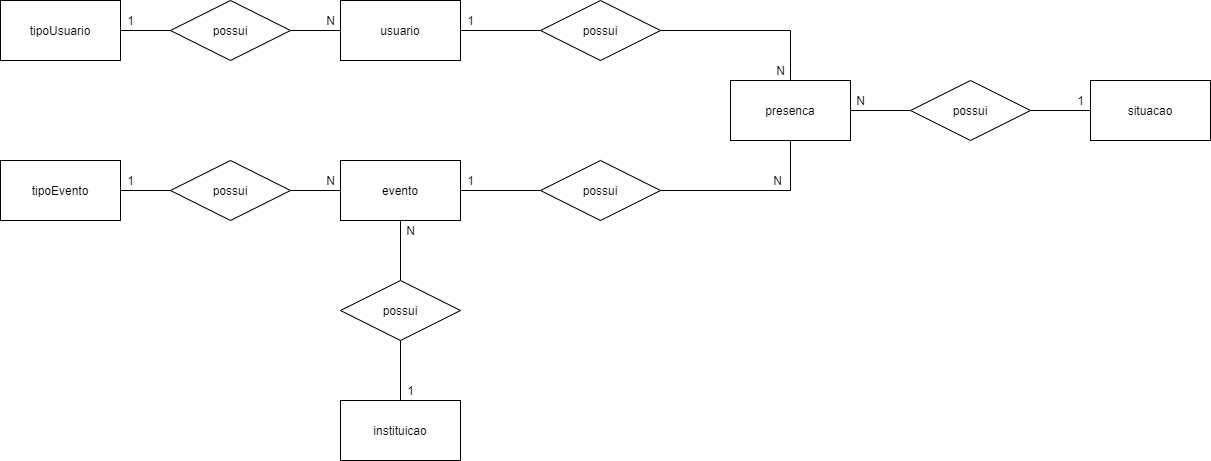 tipoUsuario
1
possui
N
usuario
1
possui
N
presenca
N
possui
1
situacao
tipoEvento
1
possui
N
evento
1
possui
N
N
possui
1
instituicao